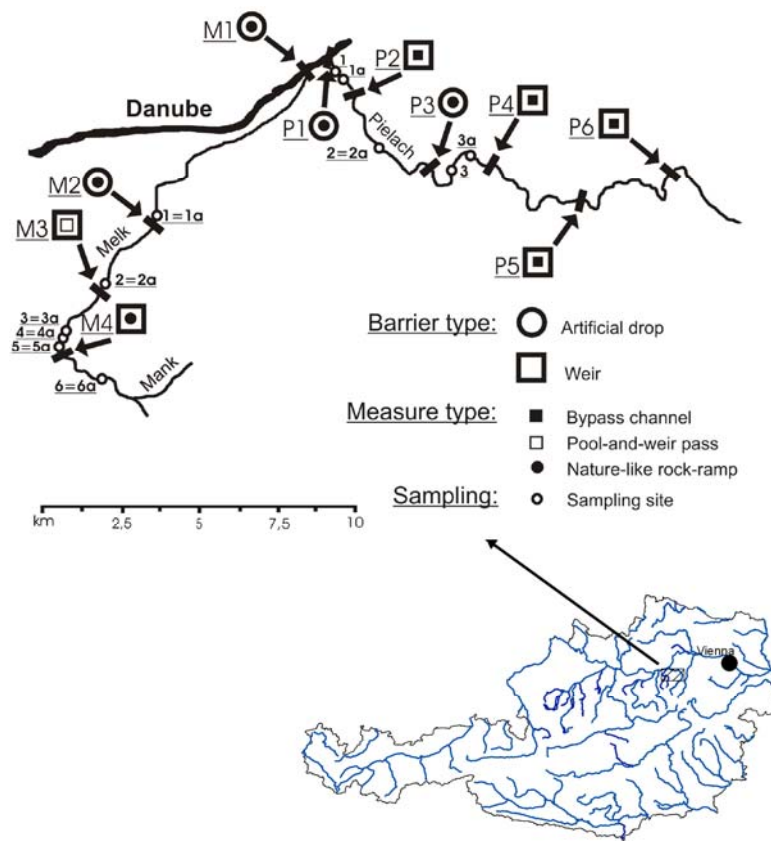 M1
1
1a
P2
Danube
P1
Pielach
P3
P4
3a
2=2a
3
P6
M2
1=1a
M3
Melk
P5
2=2a
3=3a
4=4a
5=5a
M4
6=6a
Mank
Barrier type:
Artificial drop
Weir
Measure type:
Bypass channel
Pool-and-weir pass
Nature-like rock-ramp
Sampling:
Sampling site
km 2,5 5 7,5 10
Vienna